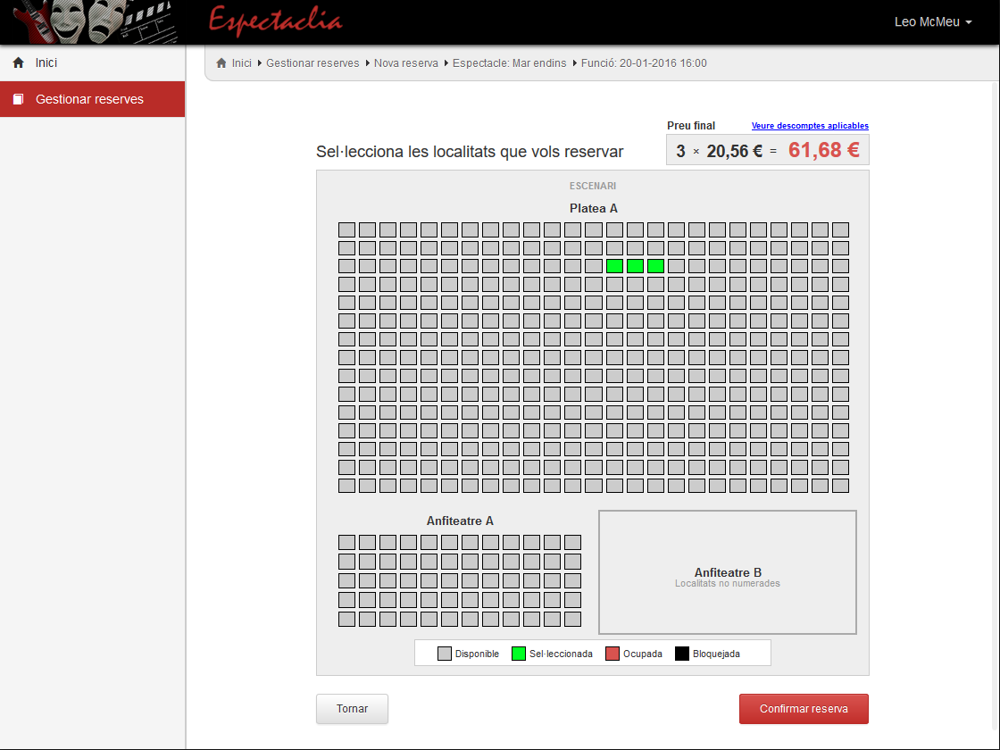 Espectaclia
Leo McMeu
Inici
Gestionar reserves
Inici Gestionar reserves Nova reserva Espectacle: Mar endins Funció: 20-01-2016 16:00
Preu final Veure descomptes aplicables
Sel·lecciona les localitats que vols reservar
3 × 20,56 € = 61,68 €
ESCENARI
Platea A
Anfiteatre A
Anfiteatre B
Localitats no numerades
Disponible Sel·leccionada Ocupada Bloquejada
Tornar Confirmar reserva